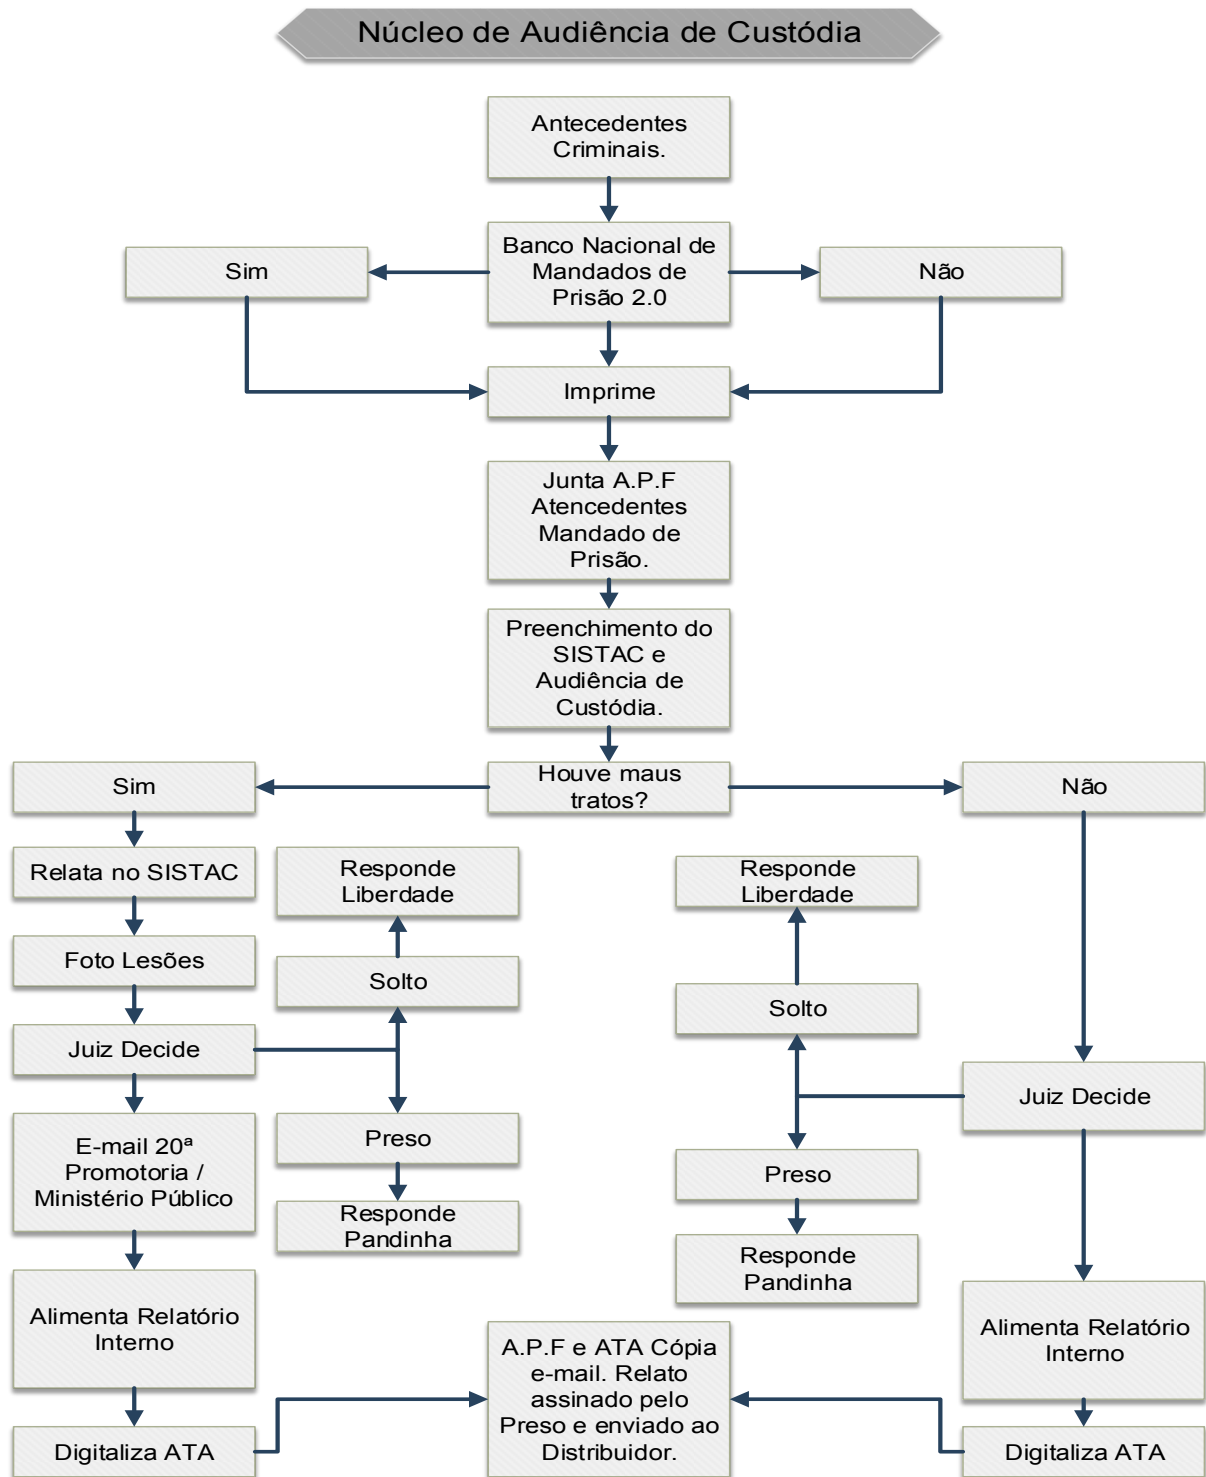 Núcleo de Audiência de Custódia
Antecedentes
Criminais.
Banco Nacional de
Mandados de
Prisão 2.0
Sim
Não
Imprime
Junta A.P.F
Atencedentes
Mandado de
Prisão.
Preenchimento do
SISTAC e
Audiência de
Custódia.
Houve maus
tratos?
Sim
Não
Relata no SISTAC
Foto Lesões
Juiz Decide
Responde
Liberdade
Solto
Preso
Responde
Pandinha
E-mail 20ª
Promotoria /
Ministério Público
Alimenta Relatório
Interno
Digitaliza ATA
Responde
Liberdade
Solto
Juiz Decide
Preso
Responde
Pandinha
Alimenta Relatório
Interno
Digitaliza ATA
A.P.F e ATA Cópia
e-mail. Relato
assinado pelo
Preso e enviado ao
Distribuidor.